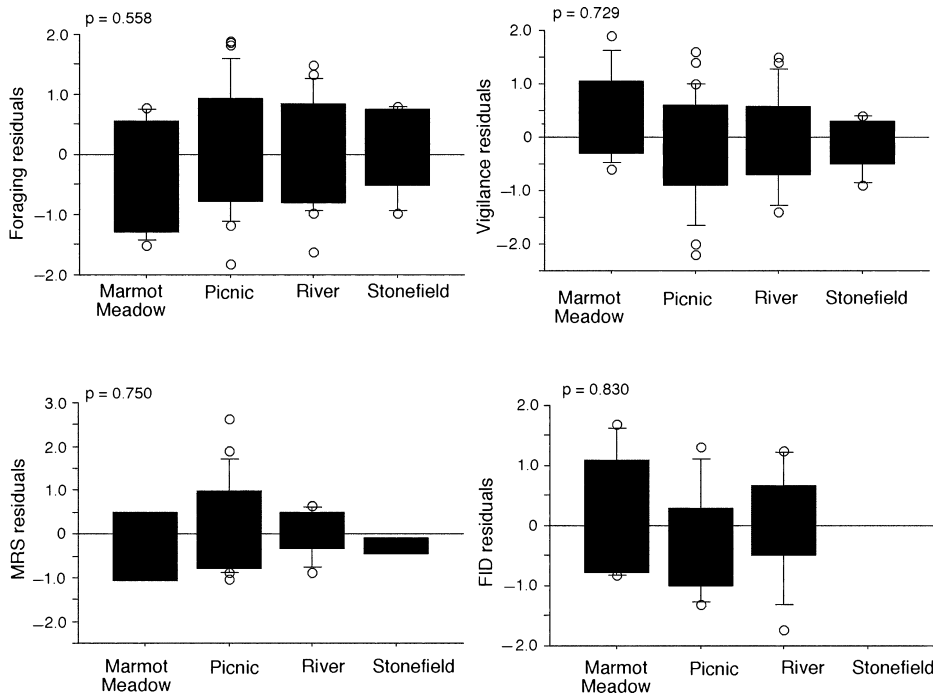 p = 0.558
Foraging residuals
2.0
1.0
0
−1.0
−2.0
Marmot Meadow
Picnic
River
Stonefield
p = 0.729
Vigilance residuals
2.0
1.0
0
−1.0
−2.0
Marmot
Meadow
Picnic
River
Stonefield
p = 0.750
MRS residuals
3.0
2.0
1.0
0
−1.0
−2.0
Marmot
Meadow
Picnic
River
Stonefield
p = 0.830
FID residuals
2.0
1.0
0
−1.0
−2.0
Marmot
Meadow
Picnic
River
Stonefield